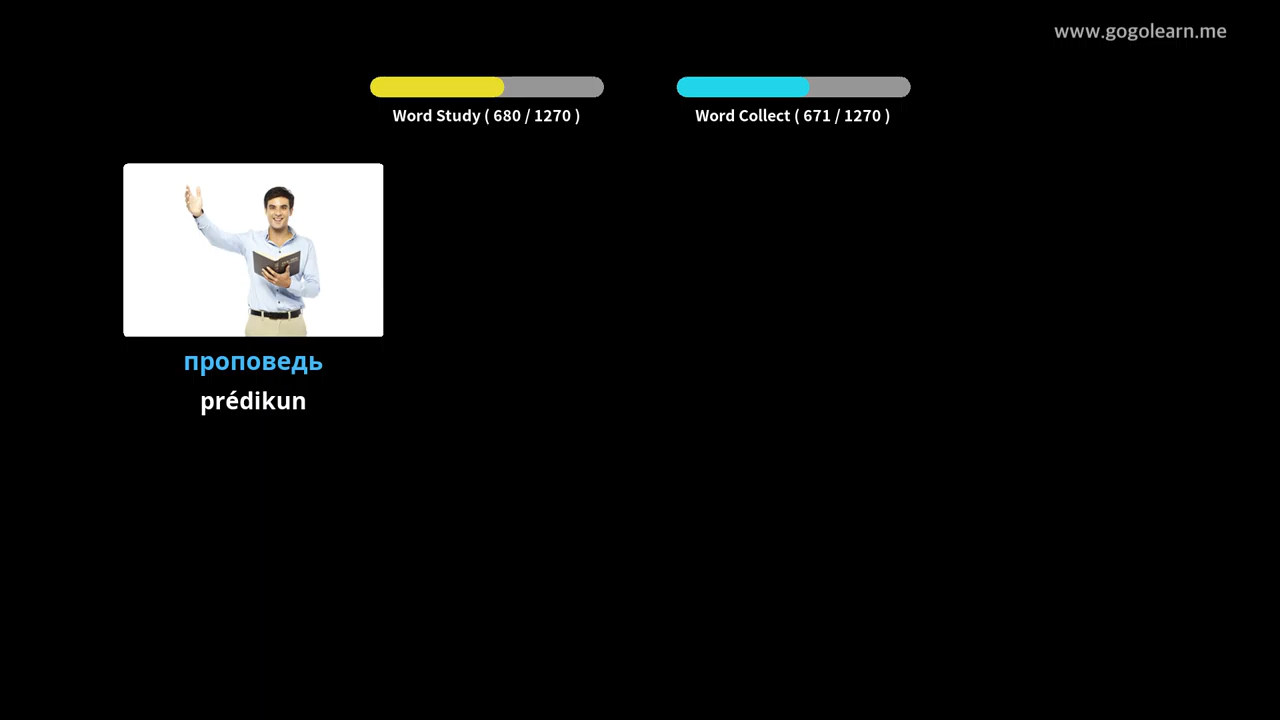 www.gogolearn.me
Word Study ( 680 / 1270 )
Word Collect ( 671 / 1270 )
проповедь
prédikun